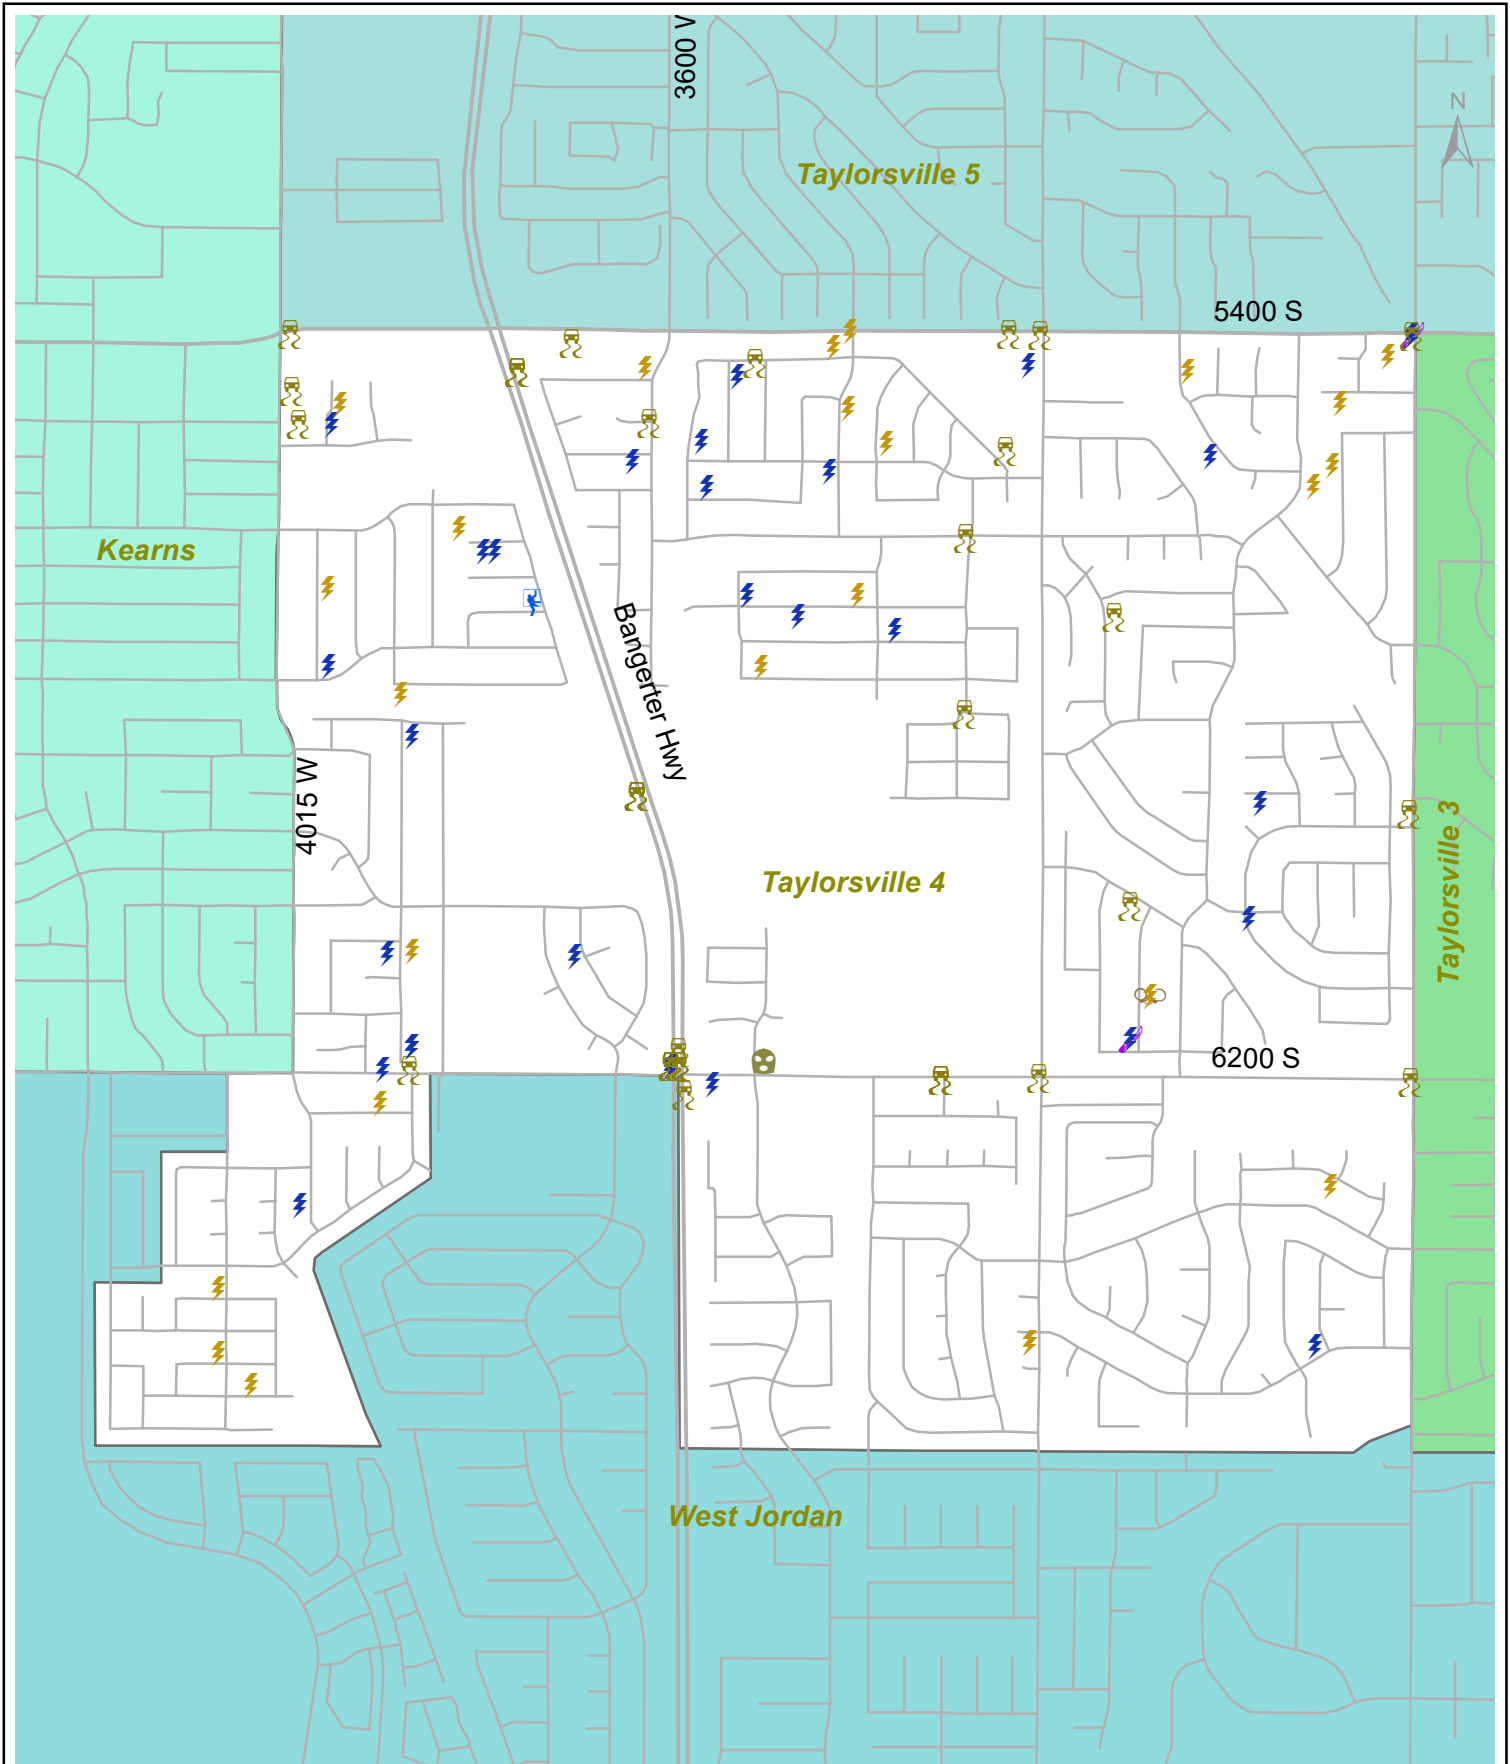 3600 W
N
Taylorsville 5
5400 S
Kearns
Bangerter Hwy
4015 W
Taylorsville 4
Taylorsville 3
6200 S
West Jordan